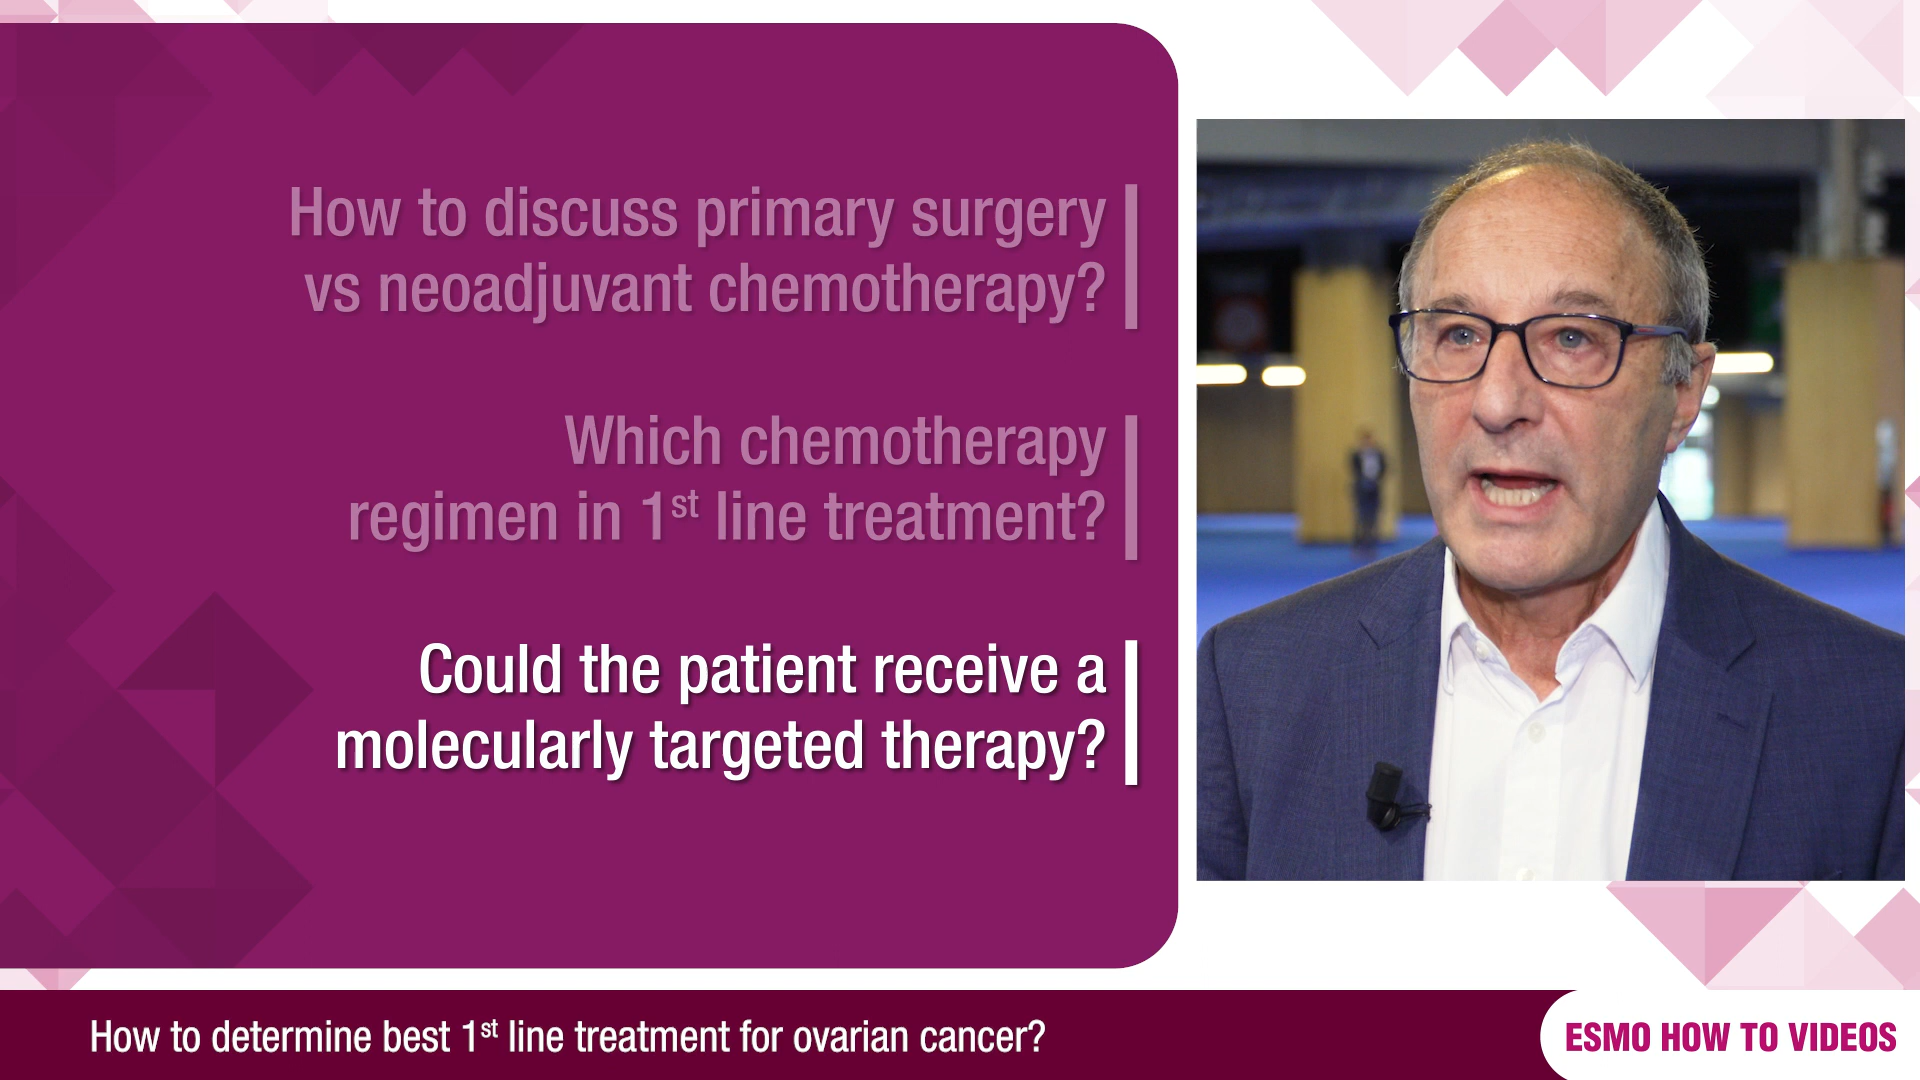 How to discuss primary surgery
vs neoadjuvant chemotherapy?
Which chemotherapy
regimen in 1st line treatment?
Could the patient receive a
molecularly targeted therapy?
How to determine best 1st line treatment for ovarian cancer?
ESMO HOW TO VIDEOS